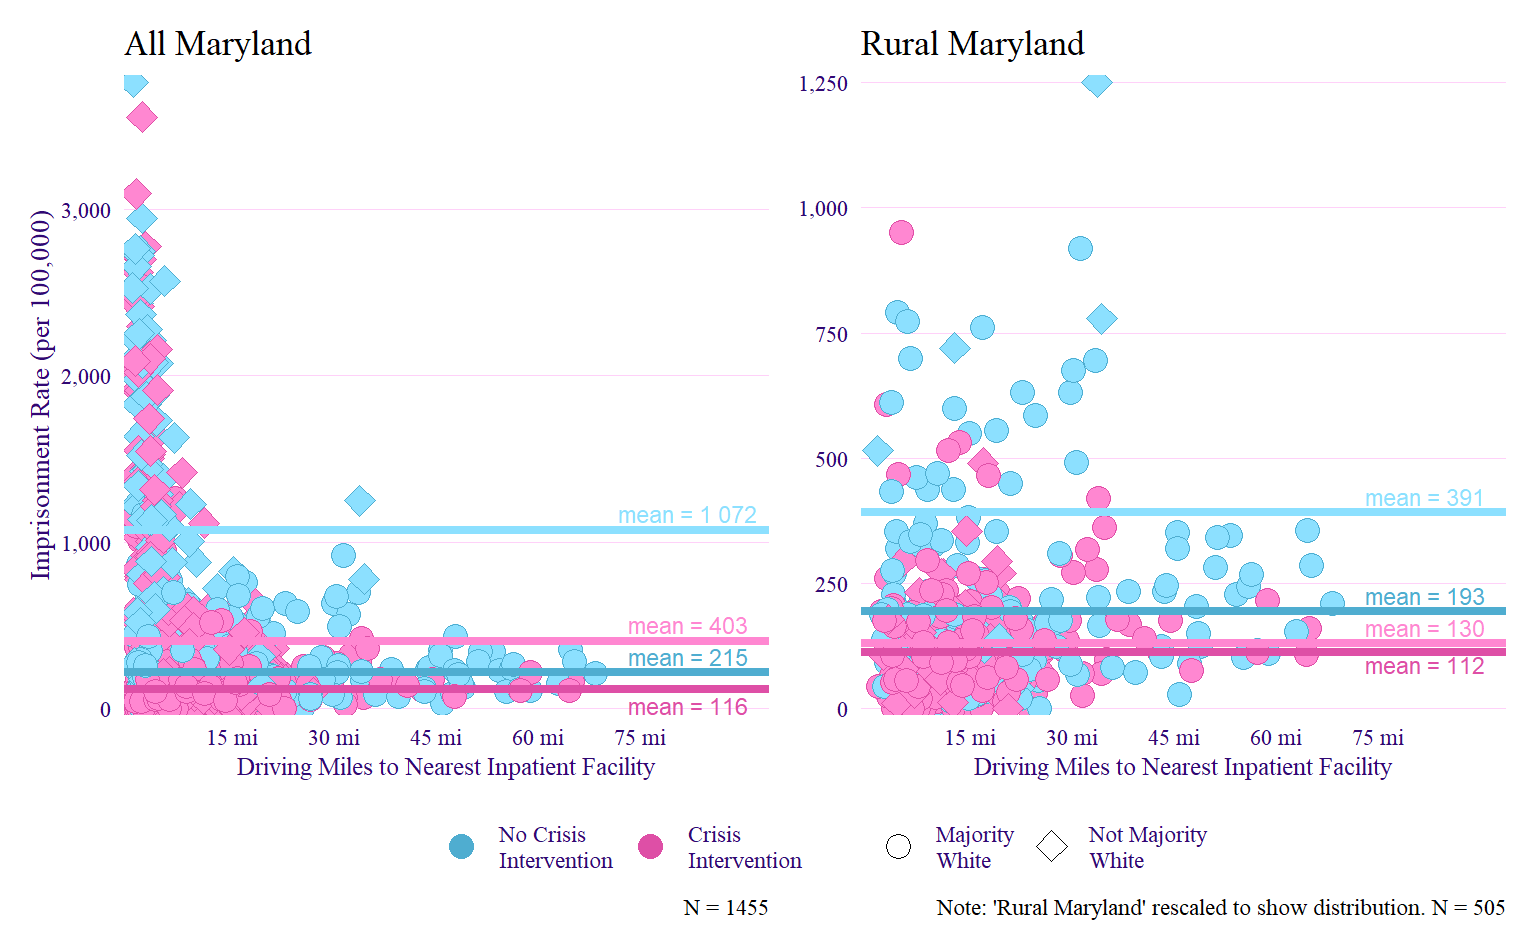 All Maryland
Rural Maryland
Imprisonment Rate (per 100,000)
3,000
2,000
1,000
0
mean = 1 072
mean = 403
mean = 215
mean = 116
15 mi
30 mi
45 mi
60 mi
75 mi
Driving Miles to Nearest Inpatient Facility
1,250
1,000
750
500
250
0
mean = 391
mean = 193
mean = 130
mean = 112
15 mi
30 mi
45 mi
60 mi
75 mi
Driving Miles to Nearest Inpatient Facility
No Crisis
Intervention
Crisis
Intervention
Majority
White
Not Majority
White
N = 1455
Note: 'Rural Maryland' rescaled to show distribution. N = 505